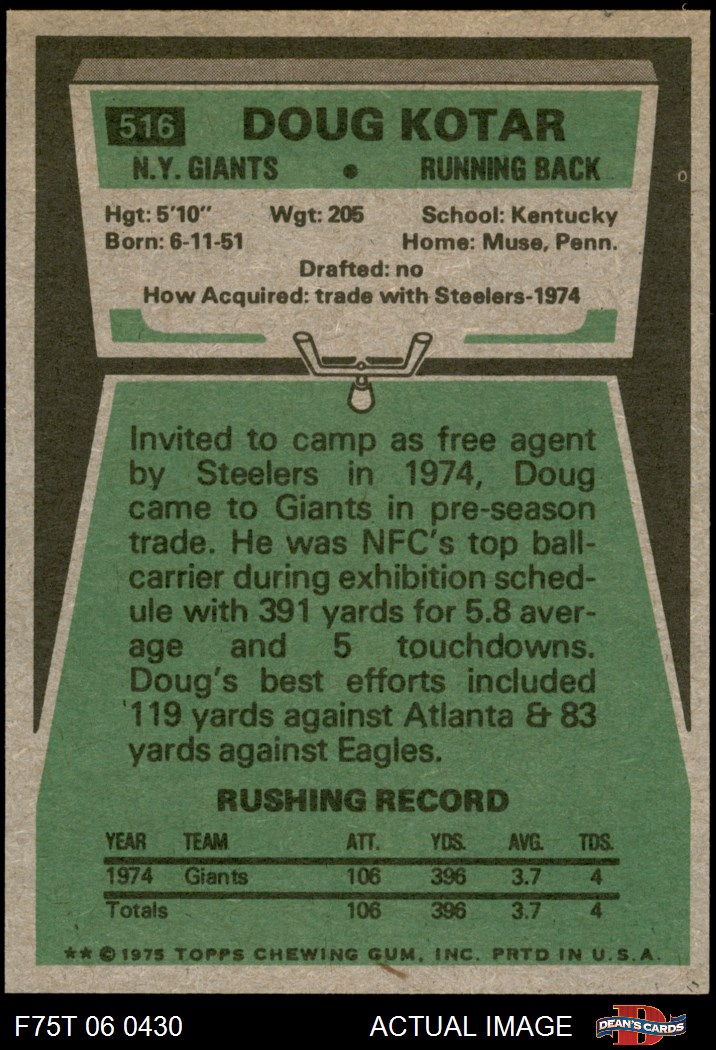 516 DOUG KOTAR
N.Y. GIANTS • RUNNING BACK
Hgt: 5'10" Wgt: 205 School: Kentucky
Born: 6-11-51 Home: Muse, Penn.
Drafted: no
How Acquired: trade with Steelers-1974
Invited to camp as free agent
by Steelers in 1974, Doug
came to Giants in pre-season
trade. He was NFC's top ball-
carrier during exhibition sched-
ule with 391 yards for 5.8 aver-
age and 5 touchdowns.
Doug's best efforts included
119 yards against Atlanta & 83
yards against Eagles.
RUSHING RECORD
YEAR TEAM ATT. YDS. AVG. TDS.
1974 Giants 106 396 3.7 4
Totals 106 396 3.7 4
** © 1975 TOPPS CHEWING GUM, INC. PRTD IN U.S.A.
F75T 06 0430 ACTUAL IMAGE D DEAN'S CARDS